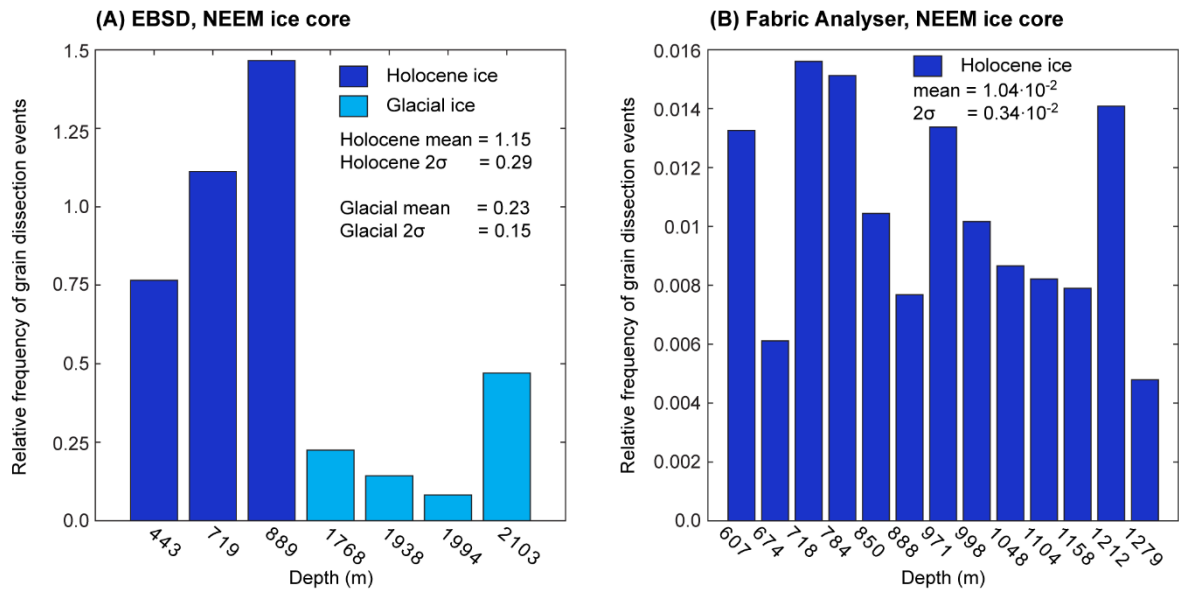 (A) EBSD, NEEM ice core
1.5
1.25
1.0
0.75
0.5
0.25
0.0
Relative frequency of grain dissection events
Holocene ice
Glacial ice
Holocene mean = 1.15
Holocene 2σ = 0.29
Glacial mean = 0.23
Glacial 2σ = 0.15
443 719 889 1768 1938 1994 2103
Depth (m)
(B) Fabric Analyser, NEEM ice core
0.016
0.014
0.012
0.01
0.008
0.006
0.004
0.002
0.0
Relative frequency of grain dissection events
Holocene ice
mean = 1.04·10⁻²
2σ = 0.34·10⁻²
607 674 718 784 850 888 971 998 1048 1104 1158 1212 1279
Depth (m)